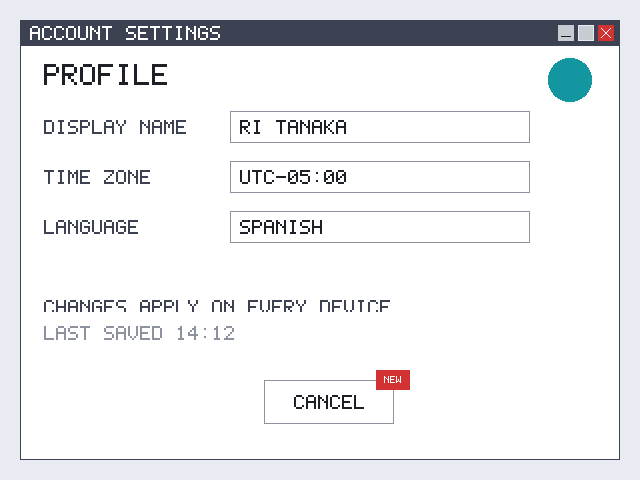 ACCOUNT SETTINGS
PROFILE
DISPLAY NAME RI TANAKA
TIME ZONE UTC-05:00
LANGUAGE SPANISH
CHANGES APPLY ON EVERY DEVICE
LAST SAVED 14:12
NEW
CANCEL